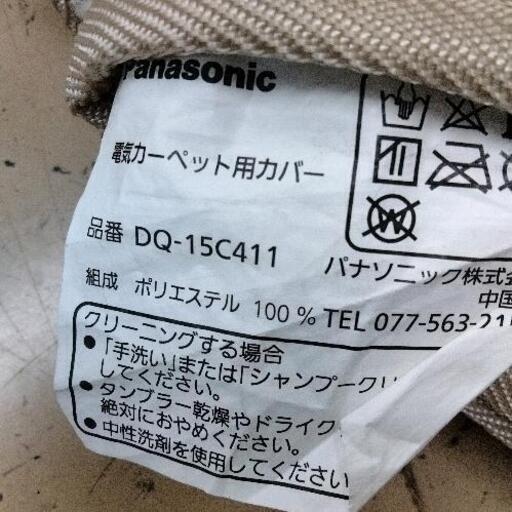 Panasonic
電気カーペット用カバー
品番 DQ-15C411
パナソニック株式会
中国
組成 ポリエステル 100% TEL 077-563-21
クリーニングする場合
●「手洗い」または「シャンプークリ
してください。
●タンブラー乾燥やドライク
絶対におやめください。
●中性洗剤を使用してください
W